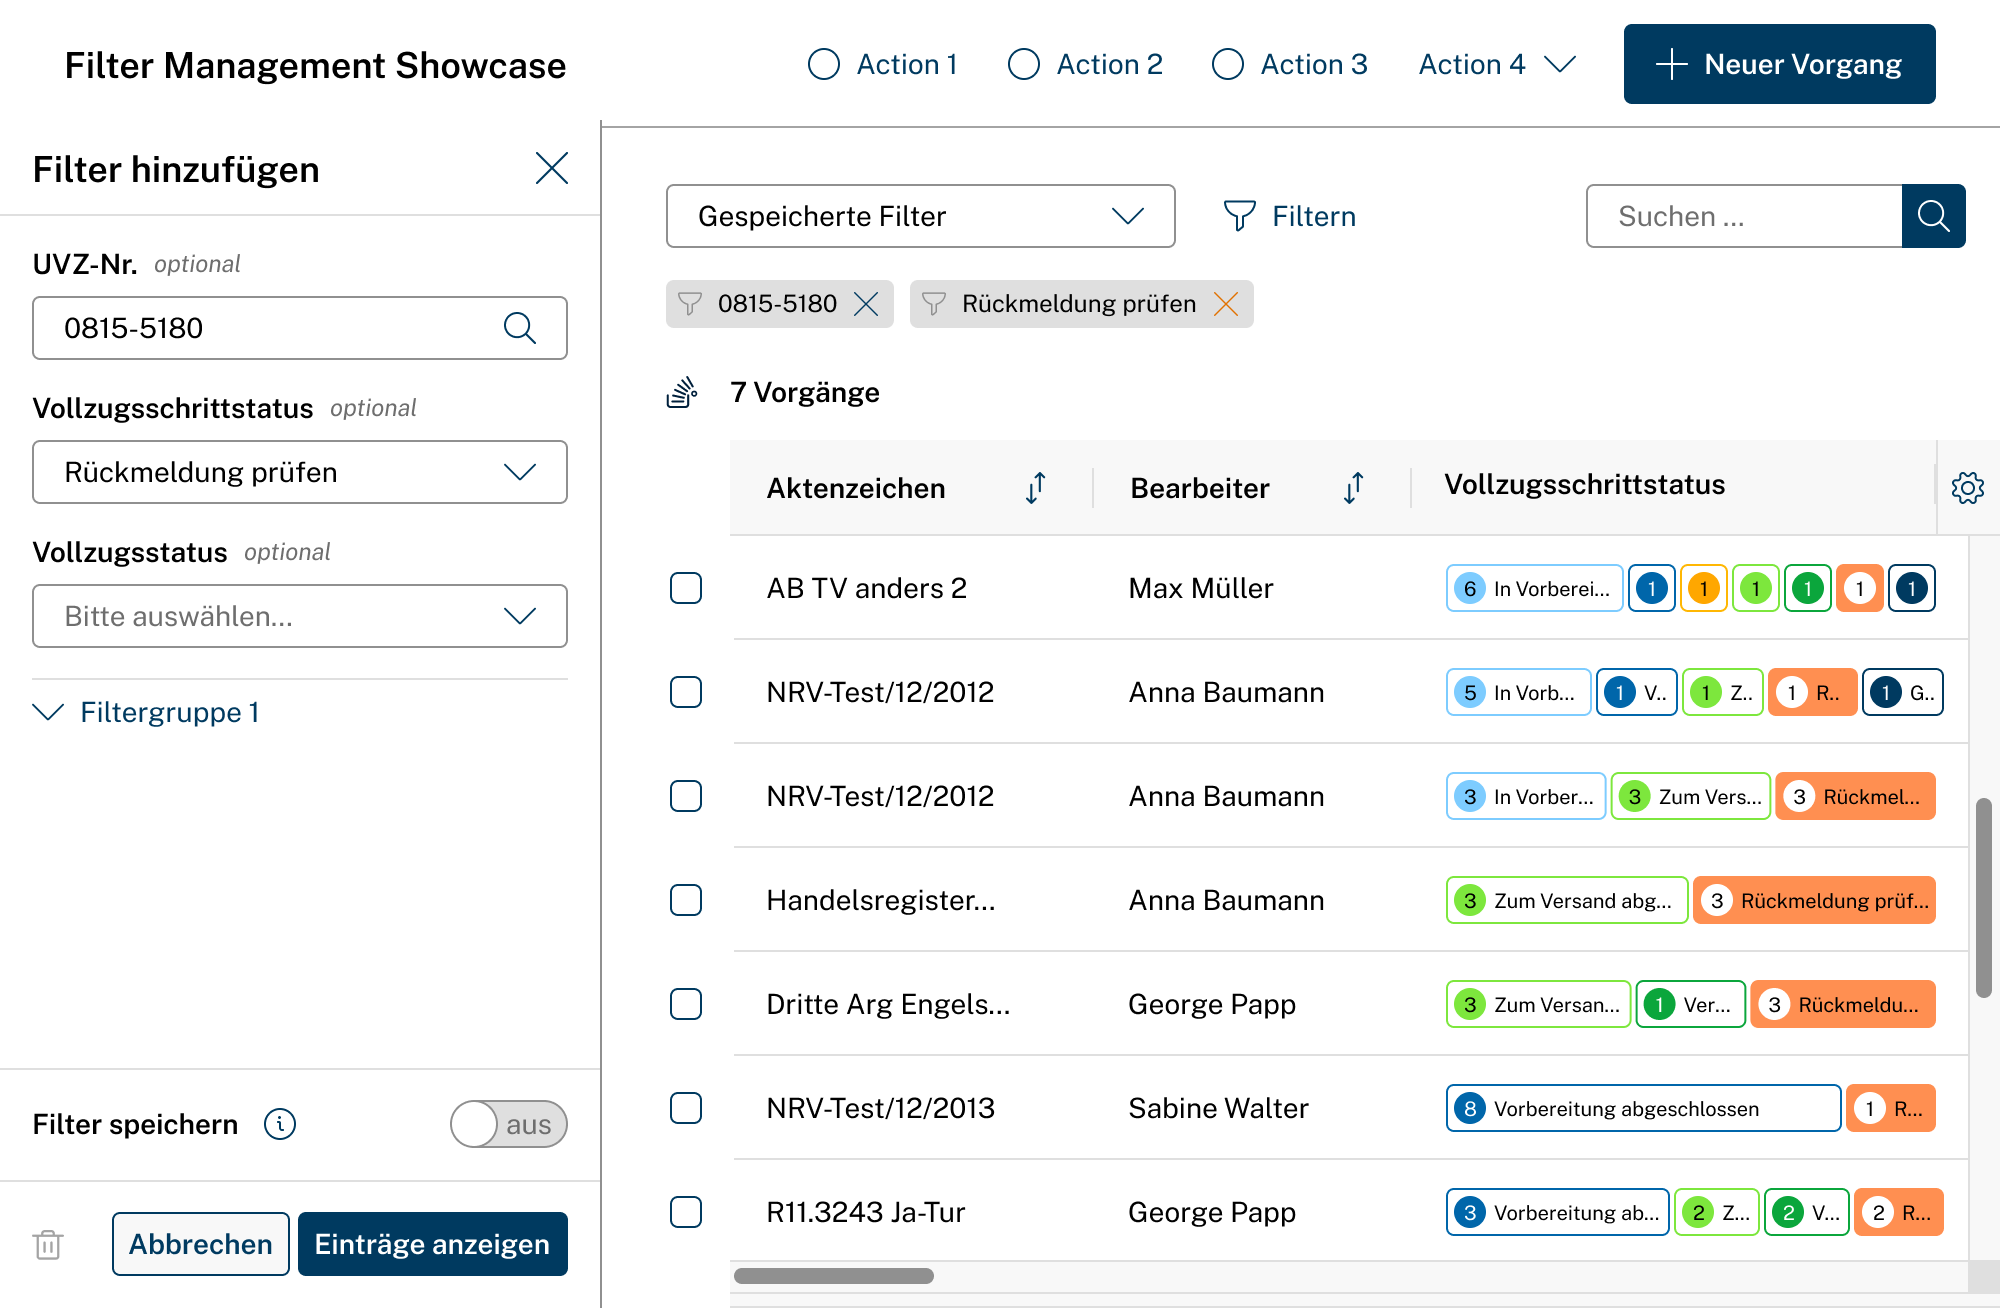 Filter Management Showcase
Action 1 Action 2 Action 3 Action 4 Neuer Vorgang
Filter hinzufügen
UVZ-Nr. optional
0815-5180
Vollzugsschrittstatus optional
Rückmeldung prüfen
Vollzugsstatus optional
Bitte auswählen...
Filtergruppe 1
Filter speichern i aus
Abbrechen Einträge anzeigen
Gespeicherte Filter Filtern Suchen ...
0815-5180 Rückmeldung prüfen
7 Vorgänge
Aktenzeichen Bearbeiter Vollzugsschrittstatus
AB TV anders 2 Max Müller 6 In Vorberei... 1 1 1 1 1 1
NRV-Test/12/2012 Anna Baumann 5 In Vorb... 1 V.. 1 Z.. 1 R.. 1 G..
NRV-Test/12/2012 Anna Baumann 3 In Vorber... 3 Zum Vers... 3 Rückmel...
Handelsregister... Anna Baumann 3 Zum Versand abg... 3 Rückmeldung prüf...
Dritte Arg Engels... George Papp 3 Zum Versan... 1 Ver... 3 Rückmeldu...
NRV-Test/12/2013 Sabine Walter 8 Vorbereitung abgeschlossen 1 R...
R11.3243 Ja-Tur George Papp 3 Vorbereitung ab... 2 Z... 2 V... 2 R...